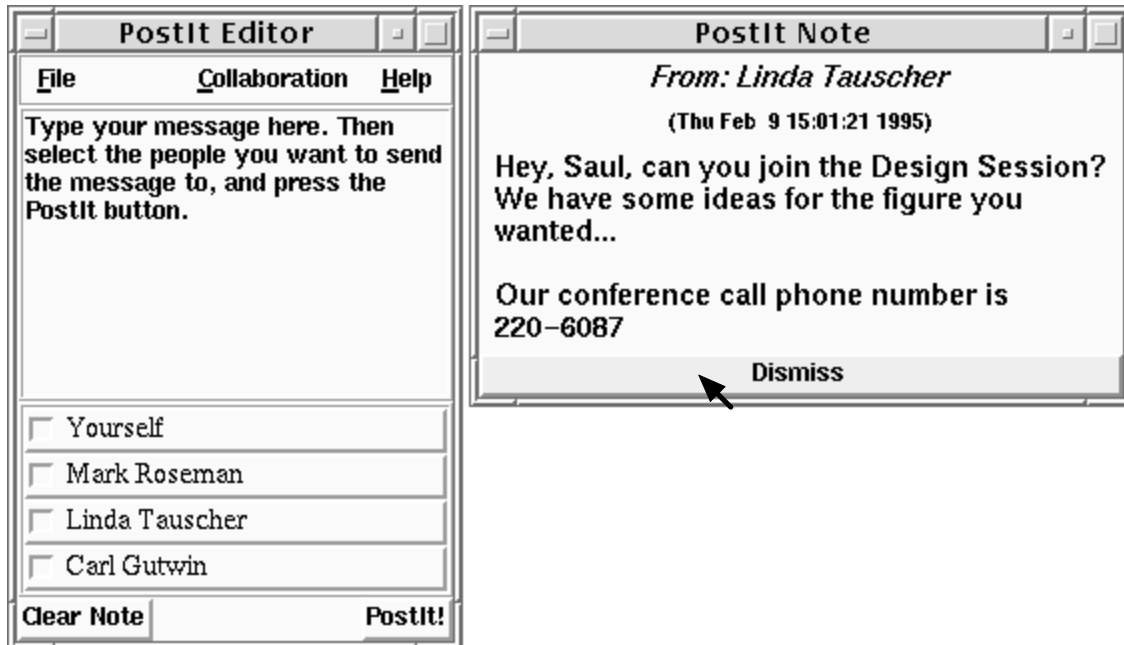 PostIt Editor
File Collaboration Help
Type your message here. Then
select the people you want to send
the message to, and press the
PostIt button.
Yourself
Mark Roseman
Linda Tauscher
Carl Gutwin
Clear Note PostIt!
PostIt Note
From: Linda Tauscher
(Thu Feb 9 15:01:21 1995)
Hey, Saul, can you join the Design Session?
We have some ideas for the figure you
wanted...
Our conference call phone number is
220-6087
Dismiss